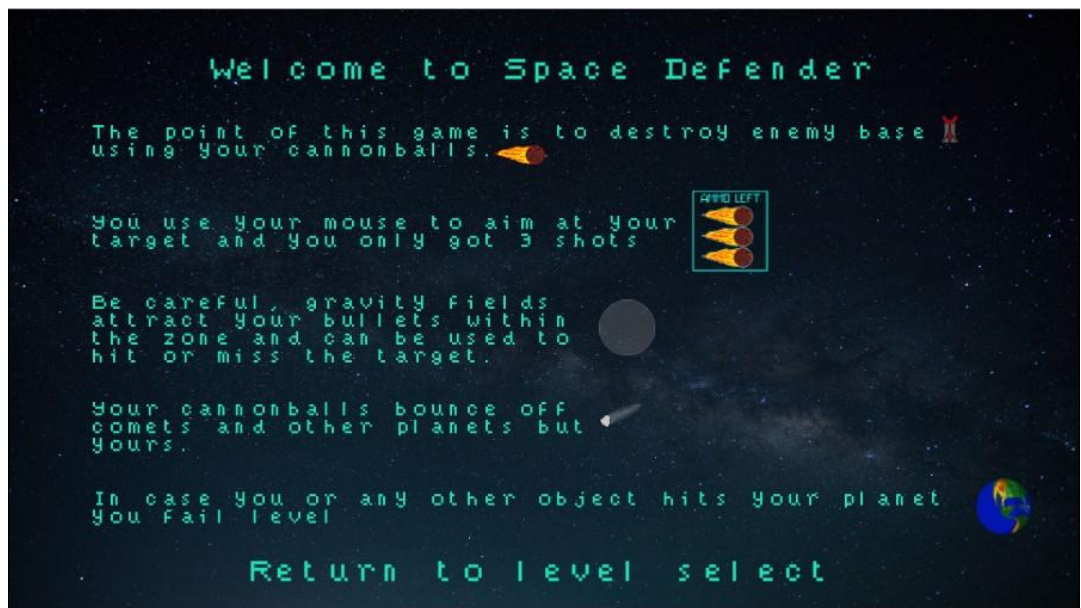 Welcome to Space Defender
The point of this game is to destroy enemy base
using your cannonballs.
AMMO LEFT
You use your mouse to aim at your
target and you only got 3 shots
Be careful, gravity fields
attract your bullets within
the zone and can be used to
hit or miss the target.
Your cannonballs bounce off
comets and other planets but
yours.
In case you or any other object hits your planet
you fail level
Return to level select